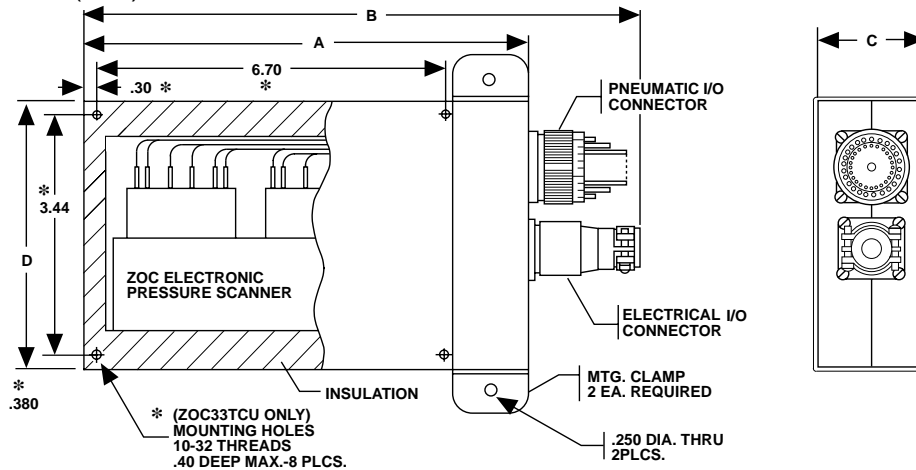 B
A
C
6.70
*
.30 *
PNEUMATIC I/O
CONNECTOR
*
3.44
D
ZOC ELECTRONIC
PRESSURE SCANNER
ELECTRICAL I/O
CONNECTOR
INSULATION
MTG. CLAMP
2 EA. REQUIRED
*
.380
* (ZOC33TCU ONLY)
MOUNTING HOLES
10-32 THREADS
.40 DEEP MAX.-8 PLCS.
.250 DIA. THRU
2PLCS.